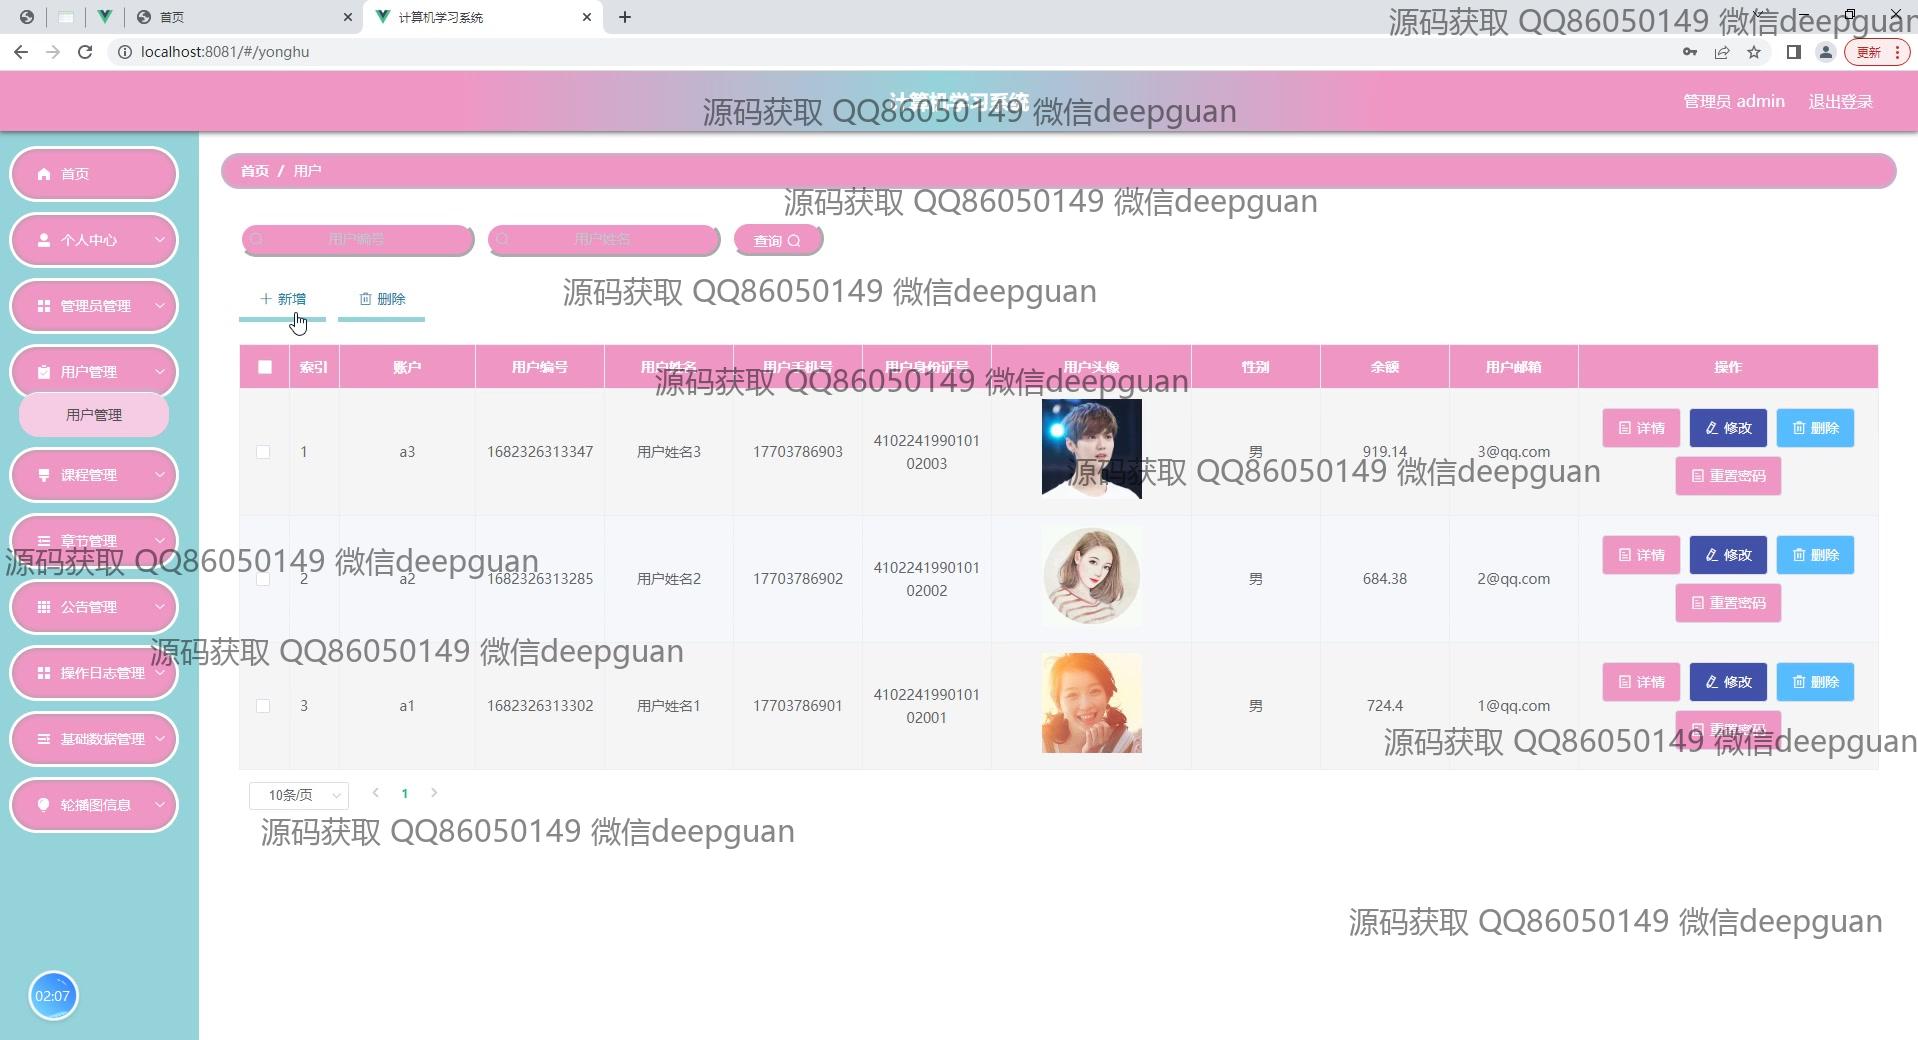 首页
计算机学习系统
localhost:8081/#/yonghu
更新
源码获取 QQ86050149 微信deepguan
计算机学习系统
源码获取 QQ86050149 微信deepguan
管理员 admin
退出登录
首页
个人中心
管理员管理
用户管理
用户管理
课程管理
章节管理
公告管理
操作日志管理
基础数据管理
轮播图信息
02:07
首页 / 用户
源码获取 QQ86050149 微信deepguan
用户编号
用户姓名
查询
新增
删除
源码获取 QQ86050149 微信deepguan
索引 账户 用户编号 用户姓名 用户手机号 用户身份证号 用户头像 性别 余额 用户邮箱 操作
源码获取 QQ86050149 微信deepguan
1 a3 1682326313347 用户姓名3 17703786903 410224199010102003 男 919.14 3@qq.com 详情 修改 删除
重置密码
源码获取 QQ86050149 微信deepguan
2 a2 1682326313285 用户姓名2 17703786902 410224199010102002 男 684.38 2@qq.com 详情 修改 删除
重置密码
源码获取 QQ86050149 微信deepguan
源码获取 QQ86050149 微信deepguan
3 a1 1682326313302 用户姓名1 17703786901 410224199010102001 男 724.4 1@qq.com 详情 修改 删除
重置密码
源码获取 QQ86050149 微信deepguan
10条/页
1
源码获取 QQ86050149 微信deepguan
源码获取 QQ86050149 微信deepguan